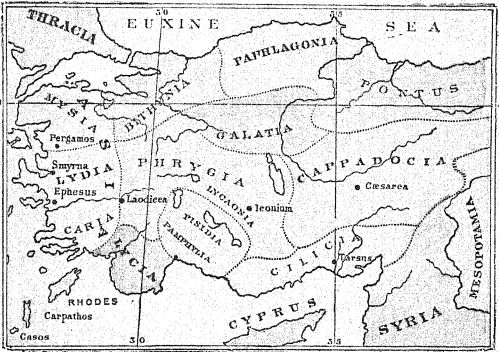 THRACIA
EUXINE SEA
30
35
PAPHLAGONIA
PONTUS
BITHYNIA
MYSIA
GALATIA
Pergamos
ASIA
PHRYGIA
CAPPADOCIA
Smyrna
LYDIA
Ephesus
Laodicea
LYCAONIA
Iconium
Cæsarea
CARIA
PISIDIA
PAMPHYLIA
LYCIA
CILICIA
Tarsus
MESOPOTAMIA
RHODES
Carpathos
Casos
CYPRUS
SYRIA
30
35